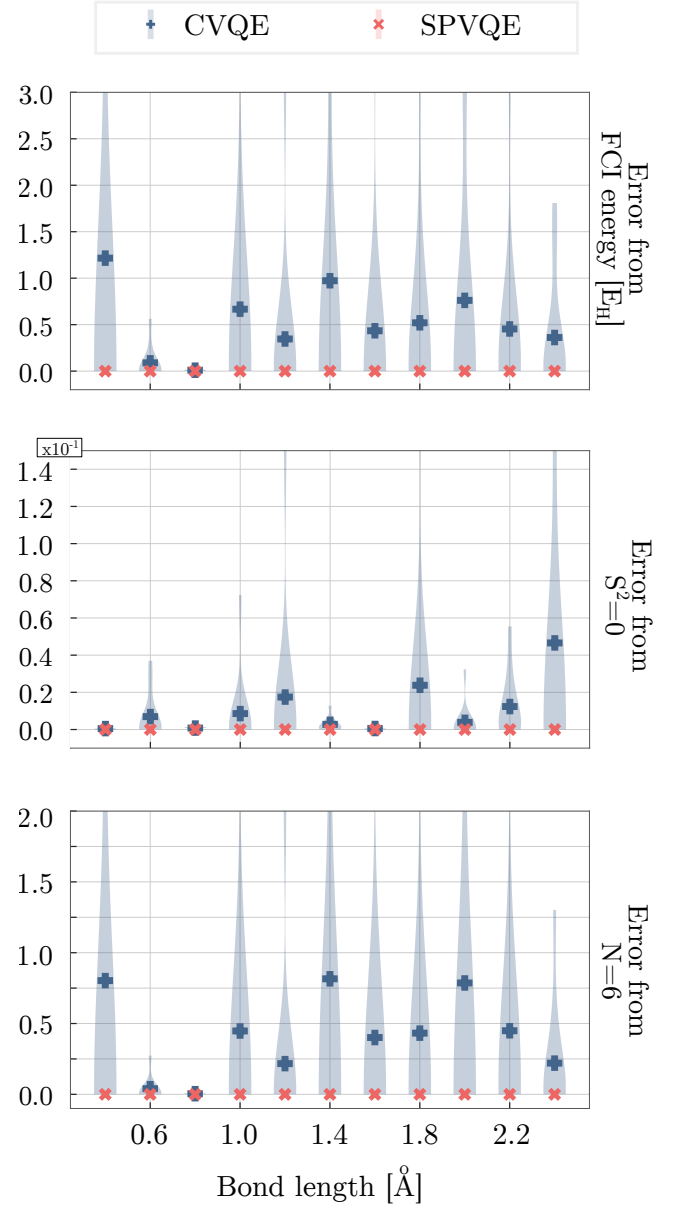 CVQE SPVQE
3.0
2.5
2.0
1.5
1.0
0.5
0.0
Error from
FCI energy [E_H]
x10⁻¹
1.4
1.2
1.0
0.8
0.6
0.4
0.2
0.0
Error from
S²=0
2.0
1.5
1.0
0.5
0.0
Error from
N=6
0.6 1.0 1.4 1.8 2.2
Bond length [Å]